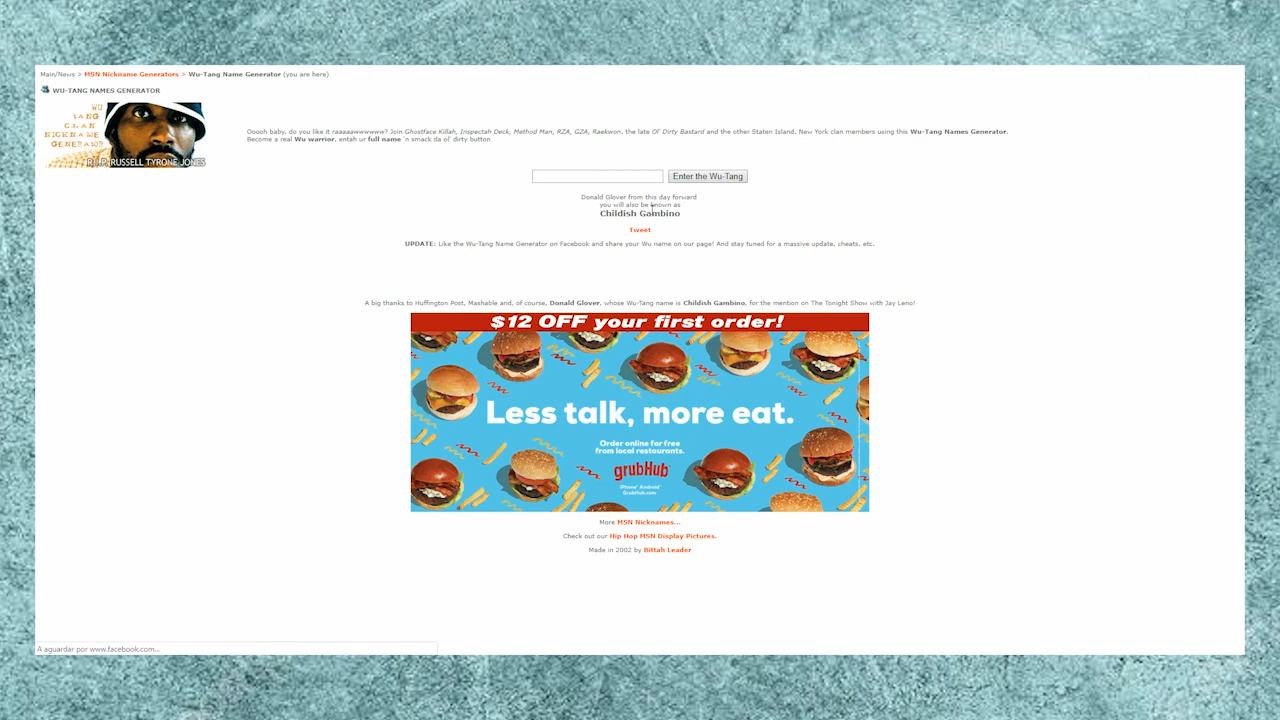 Main/News > MSN Nickname Generators > Wu-Tang Name Generator (you are here)
WU-TANG NAMES GENERATOR
WU
TANG
CLAN
NICKNAME
GENERATOR
R.I.P. RUSSELL TYRONE JONES
Ooooh baby, do you like it raaaaawwwwww? Join Ghostface Killah, Inspectah Deck, Method Man, RZA, GZA, Raekwon, the late Ol' Dirty Bastard and the other Staten Island, New York clan members using this Wu-Tang Names Generator.
Become a real Wu warrior, entah ur full name 'n smack da ol' dirty button
Enter the Wu-Tang
Donald Glover from this day forward
you will also be known as
Childish Gambino
Tweet
UPDATE: Like the Wu-Tang Name Generator on Facebook and share your Wu name on our page! And stay tuned for a massive update, cheats, etc.
A big thanks to Huffington Post, Mashable and, of course, Donald Glover, whose Wu-Tang name is Childish Gambino, for the mention on The Tonight Show with Jay Leno!
$12 OFF your first order!
Less talk, more eat.
Order online for free
from local restaurants.
grubHub
iPhone® Android™
GrubHub.com
More MSN Nicknames...
Check out our Hip Hop MSN Display Pictures.
Made in 2002 by Bittah Leader
A aguardar por www.facebook.com...